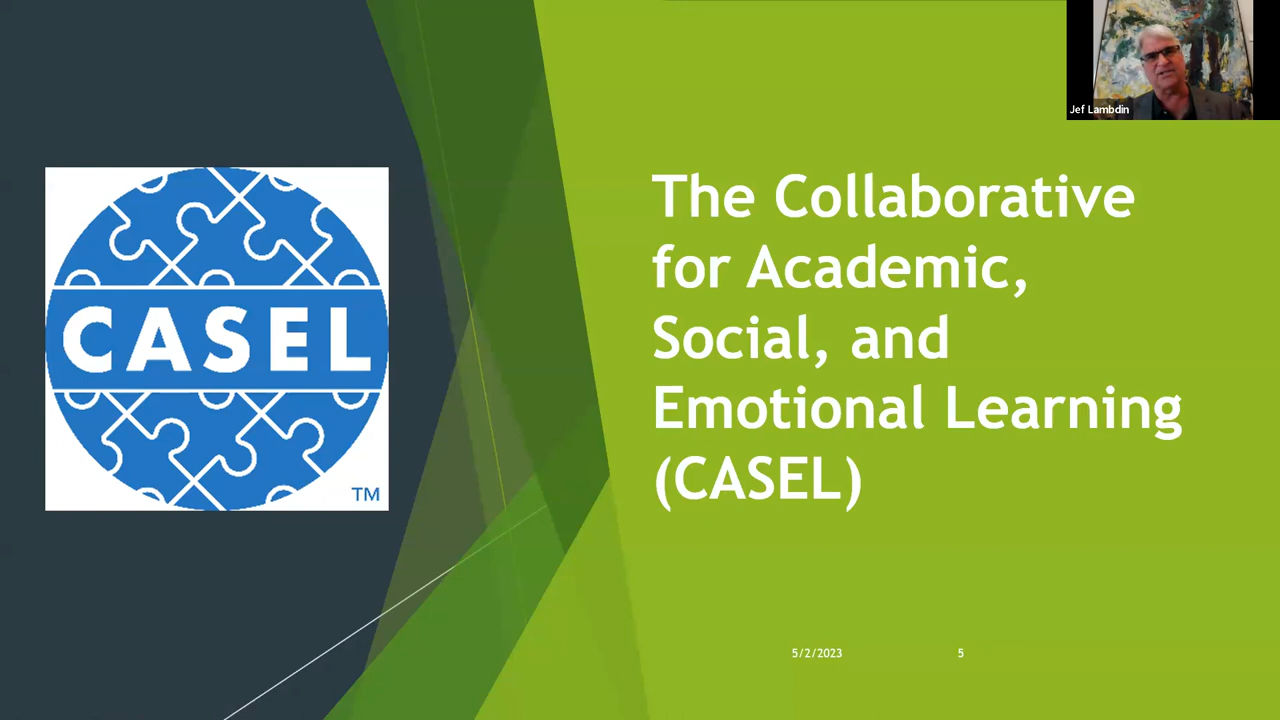 Jef Lambdin
CASEL
TM
The Collaborative
for Academic,
Social, and
Emotional Learning
(CASEL)
5/2/2023
5